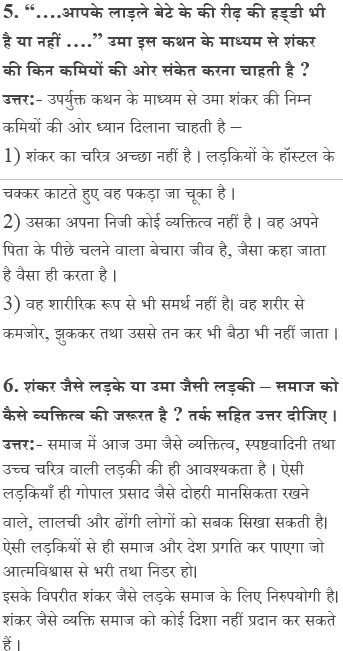 5. “….आपके लाड़ले बेटे के की रीढ़ की हड्डी भी
है या नहीं ….” उमा इस कथन के माध्यम से शंकर
की किन कमियों की ओर संकेत करना चाहती है ?
उत्तर:- उपर्युक्त कथन के माध्यम से उमा शंकर की निम्न
कमियों की ओर ध्यान दिलाना चाहती है –
1) शंकर का चरित्र अच्छा नहीं है । लड़कियों के हॉस्टल के
चक्कर काटते हुए वह पकड़ा जा चूका है ।
2) उसका अपना निजी कोई व्यक्तित्व नहीं है । वह अपने
पिता के पीछे चलने वाला बेचारा जीव है, जैसा कहा जाता
है वैसा ही करता है ।
3) वह शारीरिक रूप से भी समर्थ नहीं है। वह शरीर से
कमजोर, झुककर तथा उससे तन कर भी बैठा भी नहीं जाता ।
6. शंकर जैसे लड़के या उमा जैसी लड़की – समाज को
कैसे व्यक्तित्व की जरूरत है ? तर्क सहित उत्तर दीजिए ।
उत्तर:- समाज में आज उमा जैसे व्यक्तित्व, स्पष्टवादिनी तथा
उच्च चरित्र वाली लड़की की ही आवश्यकता है । ऐसी
लड़कियाँ ही गोपाल प्रसाद जैसे दोहरी मानसिकता रखने
वाले, लालची और ढोंगी लोगों को सबक सिखा सकती है।
ऐसी लड़कियों से ही समाज और देश प्रगति कर पाएगा जो
आत्मविश्वास से भरी तथा निडर हो।
इसके विपरीत शंकर जैसे लड़के समाज के लिए निरुपयोगी है।
शंकर जैसे व्यक्ति समाज को कोई दिशा नहीं प्रदान कर सकते
हैं ।